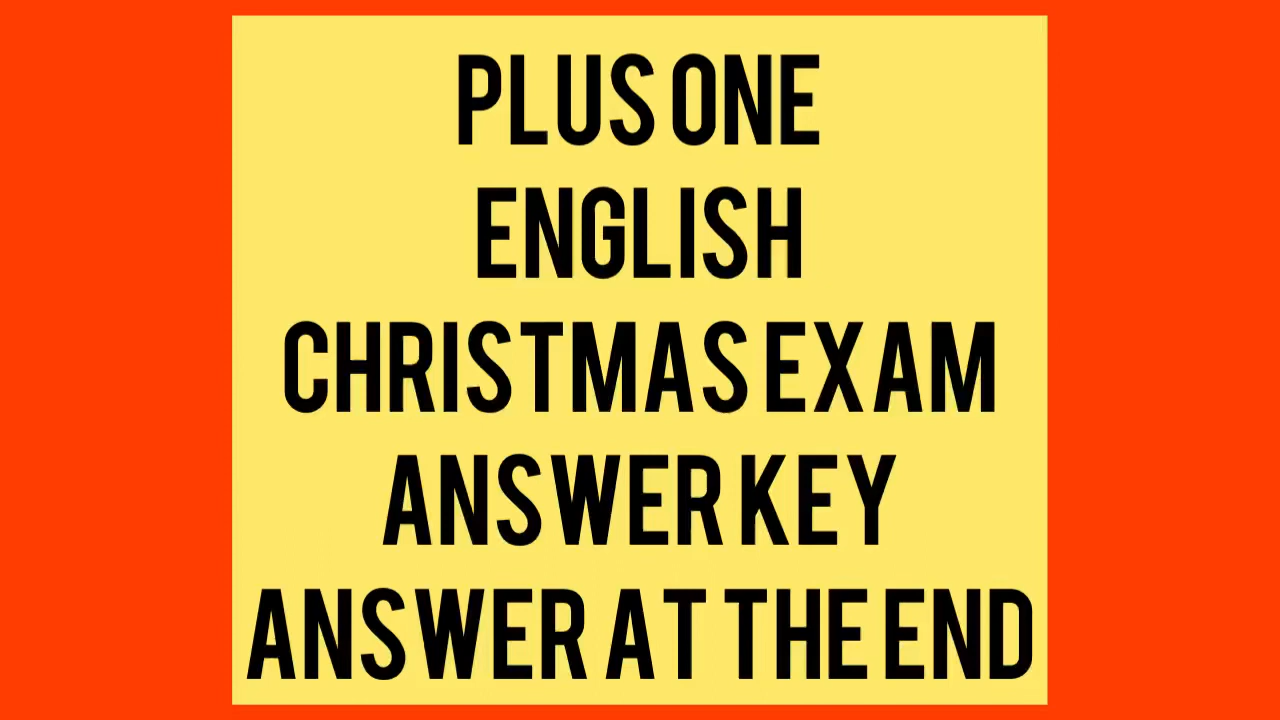 PLUS ONE
ENGLISH
CHRISTMAS EXAM
ANSWER KEY
ANSWER AT THE END